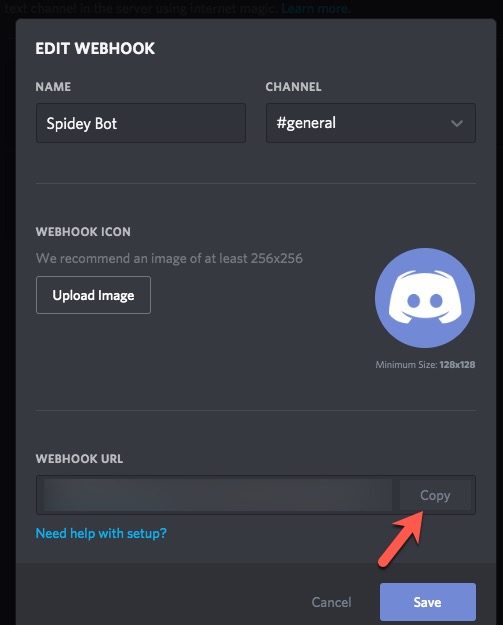 text channel in the server using internet magic. Learn more.
EDIT WEBHOOK
NAME
CHANNEL
Spidey Bot
#general
WEBHOOK ICON
We recommend an image of at least 256x256
Upload Image
Minimum Size: 128x128
WEBHOOK URL
Copy
Need help with setup?
Cancel
Save